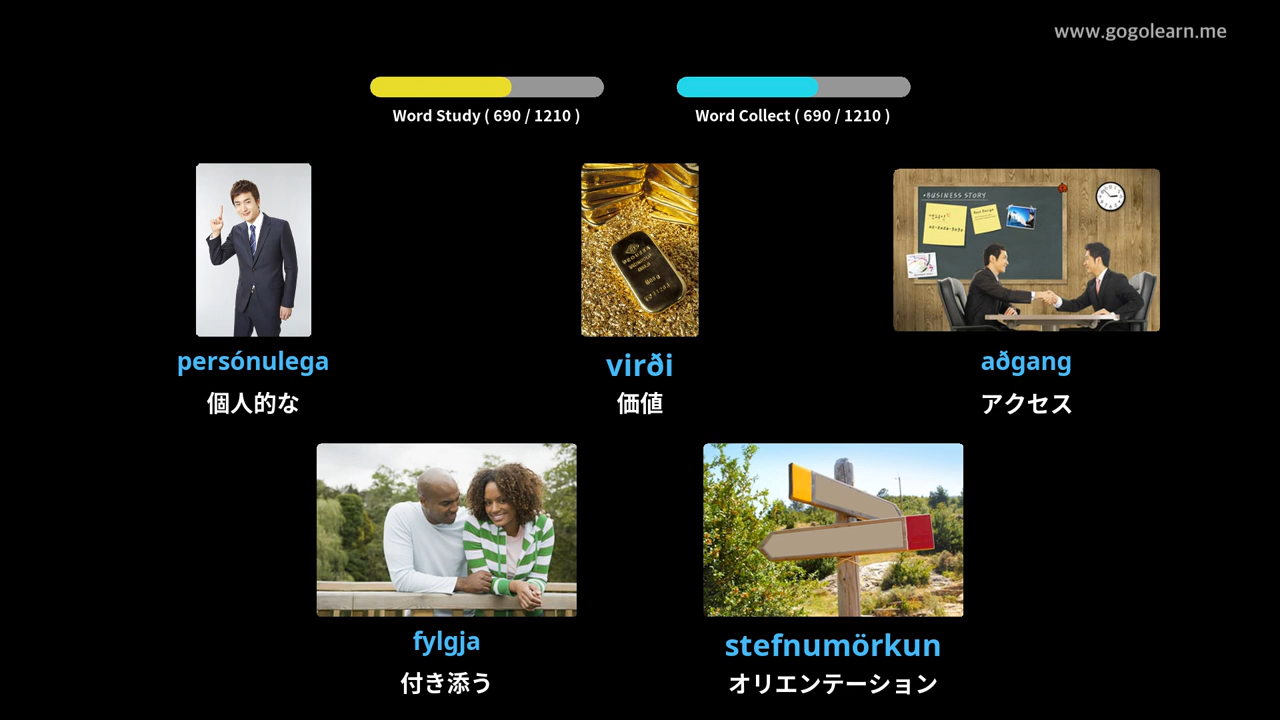 www.gogolearn.me
Word Study ( 690 / 1210 )
Word Collect ( 690 / 1210 )
BUSINESS STORY
persónulega
個人的な
virði
価値
aðgang
アクセス
fylgja
付き添う
stefnumörkun
オリエンテーション